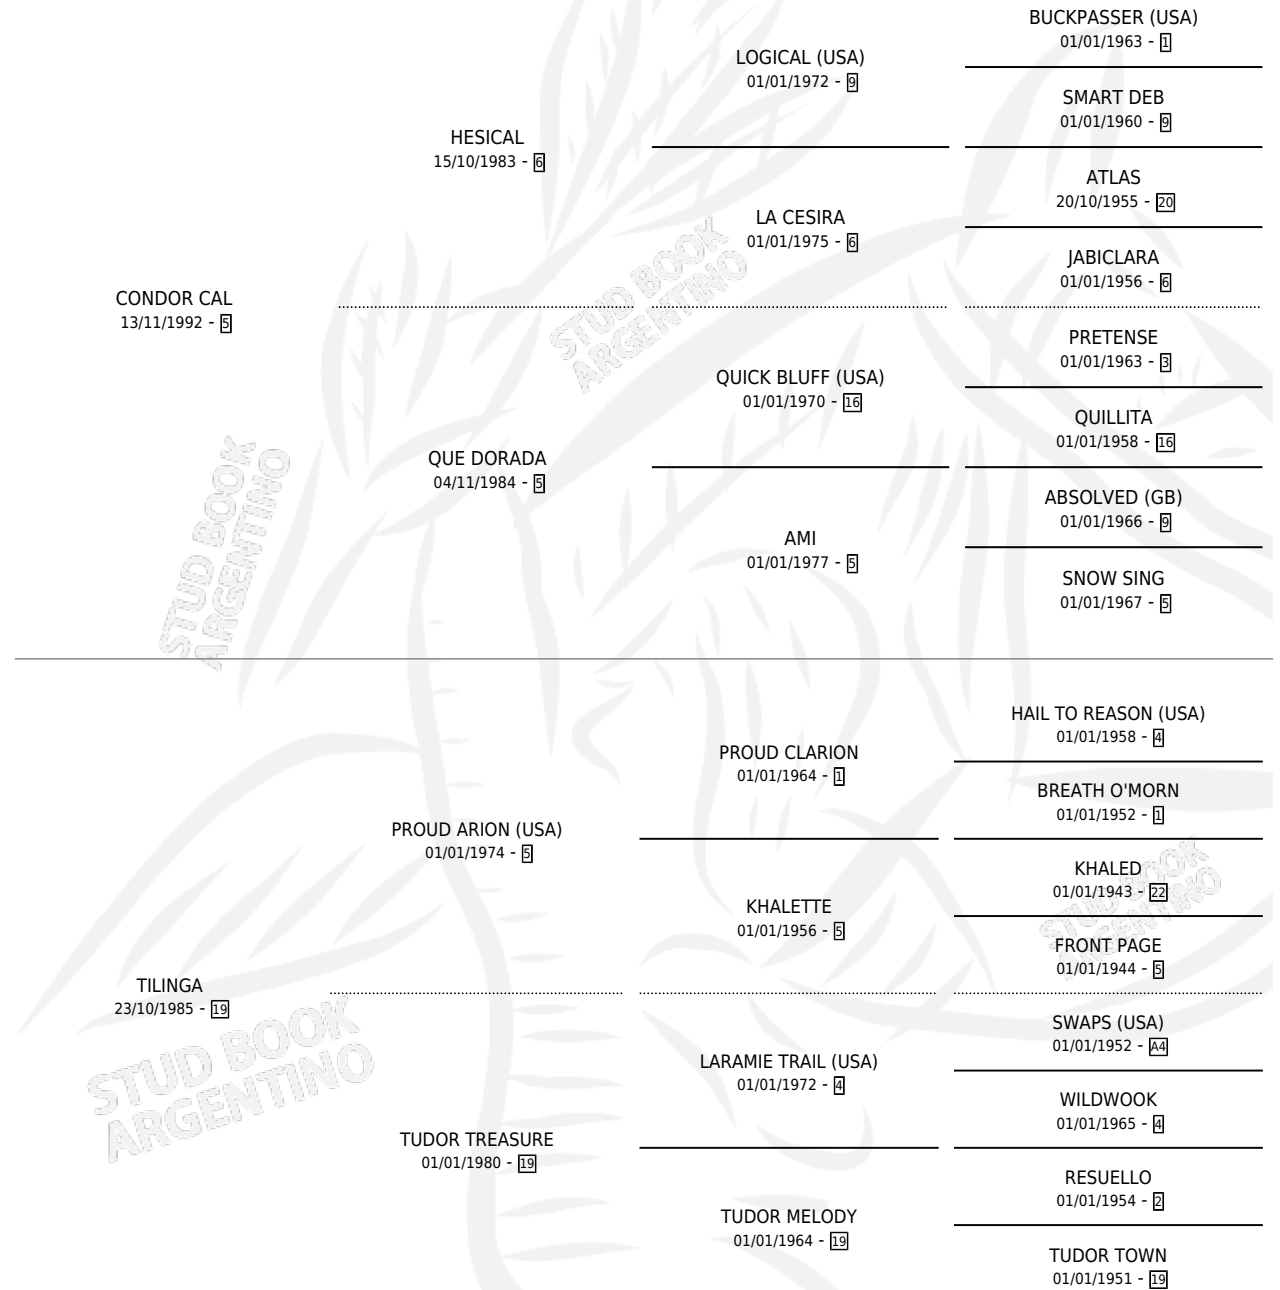 BUCKPASSER (USA)
01/01/1963 - 1
LOGICAL (USA)
01/01/1972 - 9
SMART DEB
01/01/1960 - 9
HESICAL
15/10/1983 - 6
ATLAS
20/10/1955 - 20
LA CESIRA
01/01/1975 - 6
JABICLARA
01/01/1956 - 6
CONDOR CAL
13/11/1992 - 5
PRETENSE
01/01/1963 - 3
QUICK BLUFF (USA)
01/01/1970 - 16
QUILLITA
01/01/1958 - 16
QUE DORADA
04/11/1984 - 5
ABSOLVED (GB)
01/01/1966 - 9
AMI
01/01/1977 - 5
SNOW SING
01/01/1967 - 5
STUD BOOK
ARGENTINO
STUD BOOK
ARGENTINO
HAIL TO REASON (USA)
01/01/1958 - 4
PROUD CLARION
01/01/1964 - 1
BREATH O'MORN
01/01/1952 - 1
PROUD ARION (USA)
01/01/1974 - 5
KHALED
01/01/1943 - 22
KHALETTE
01/01/1956 - 5
FRONT PAGE
01/01/1944 - 5
STUD BOOK
ARGENTINO
TILINGA
23/10/1985 - 19
SWAPS (USA)
01/01/1952 - A4
LARAMIE TRAIL (USA)
01/01/1972 - 4
WILDWOOK
01/01/1965 - 4
TUDOR TREASURE
01/01/1980 - 19
RESUELLO
01/01/1954 - 2
TUDOR MELODY
01/01/1964 - 19
TUDOR TOWN
01/01/1951 - 19
STUD BOOK
ARGENTINO